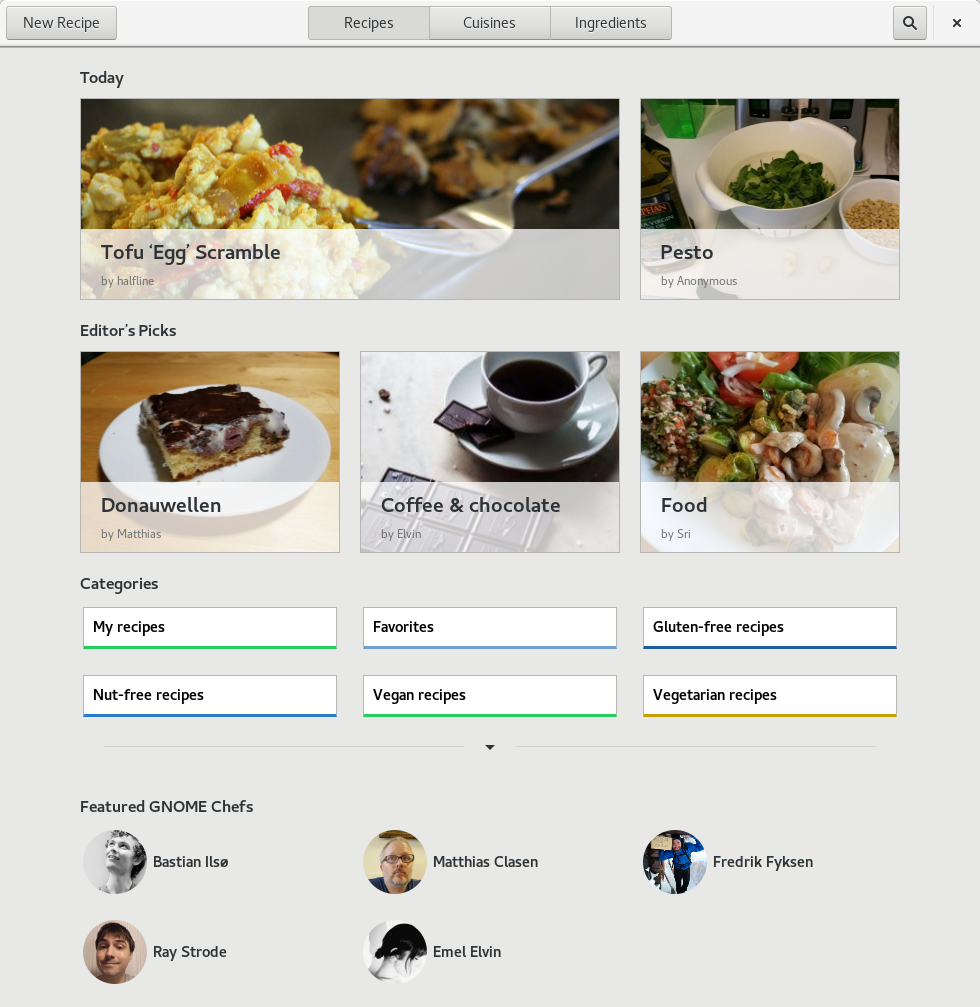 New Recipe
Recipes
Cuisines
Ingredients
Today
Tofu ‘Egg’ Scramble
by halfline
Pesto
by Anonymous
Editor’s Picks
Donauwellen
by Matthias
Coffee & chocolate
by Elvin
Food
by Sri
Categories
My recipes
Favorites
Gluten-free recipes
Nut-free recipes
Vegan recipes
Vegetarian recipes
Featured GNOME Chefs
Bastian Ilsø
Matthias Clasen
Fredrik Fyksen
Ray Strode
Emel Elvin